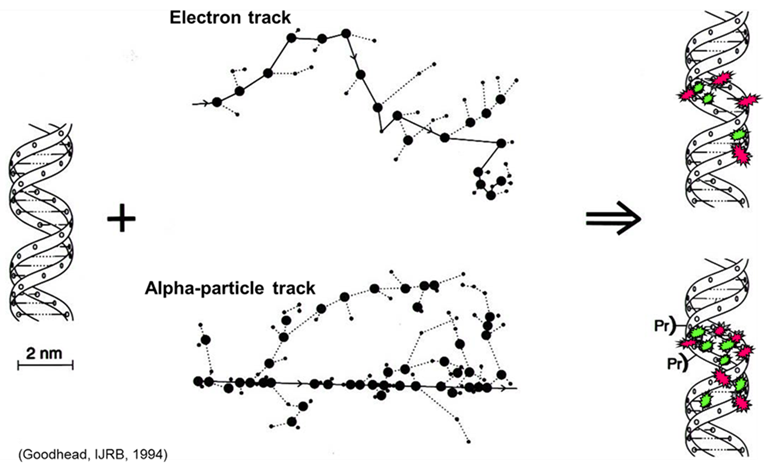 Electron track
+
Alpha-particle track
2 nm
Pr)
Pr)
(Goodhead, IJRB, 1994)